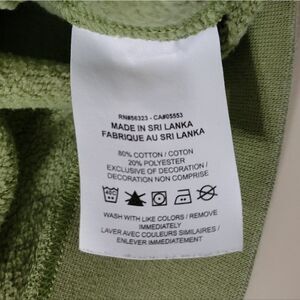 RN#56323 - CA#05553
MADE IN SRI LANKA
FABRIQUE AU SRI LANKA
80% COTTON / COTON
20% POLYESTER
EXCLUSIVE OF DECORATION /
DECORATION NON COMPRISE
WASH WITH LIKE COLORS / REMOVE
IMMEDIATELY
LAVER AVEC COULEURS SIMILAIRES /
ENLEVER IMMEDIATEMENT